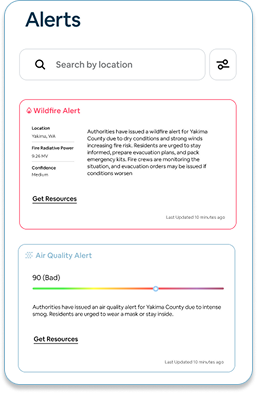 Alerts
Search by location
Wildfire Alert
Location
Yakima, WA
Fire Radiative Power
9.26 MV
Confidence
Medium
Authorities have issued a wildfire alert for Yakima
County due to dry conditions and strong winds
increasing fire risk. Residents are urged to stay
informed, prepare evacuation plans, and pack
emergency kits. Fire crews are monitoring the
situation, and evacuation orders may be issued if
conditions worsen
Get Resources
Last Updated 10 minutes ago
Air Quality Alert
90 (Bad)
Authorities have issued an air quality alert for Yakima County due to intense
smog. Residents are urged to wear a mask or stay inside.
Get Resources
Last Updated 10 minutes ago